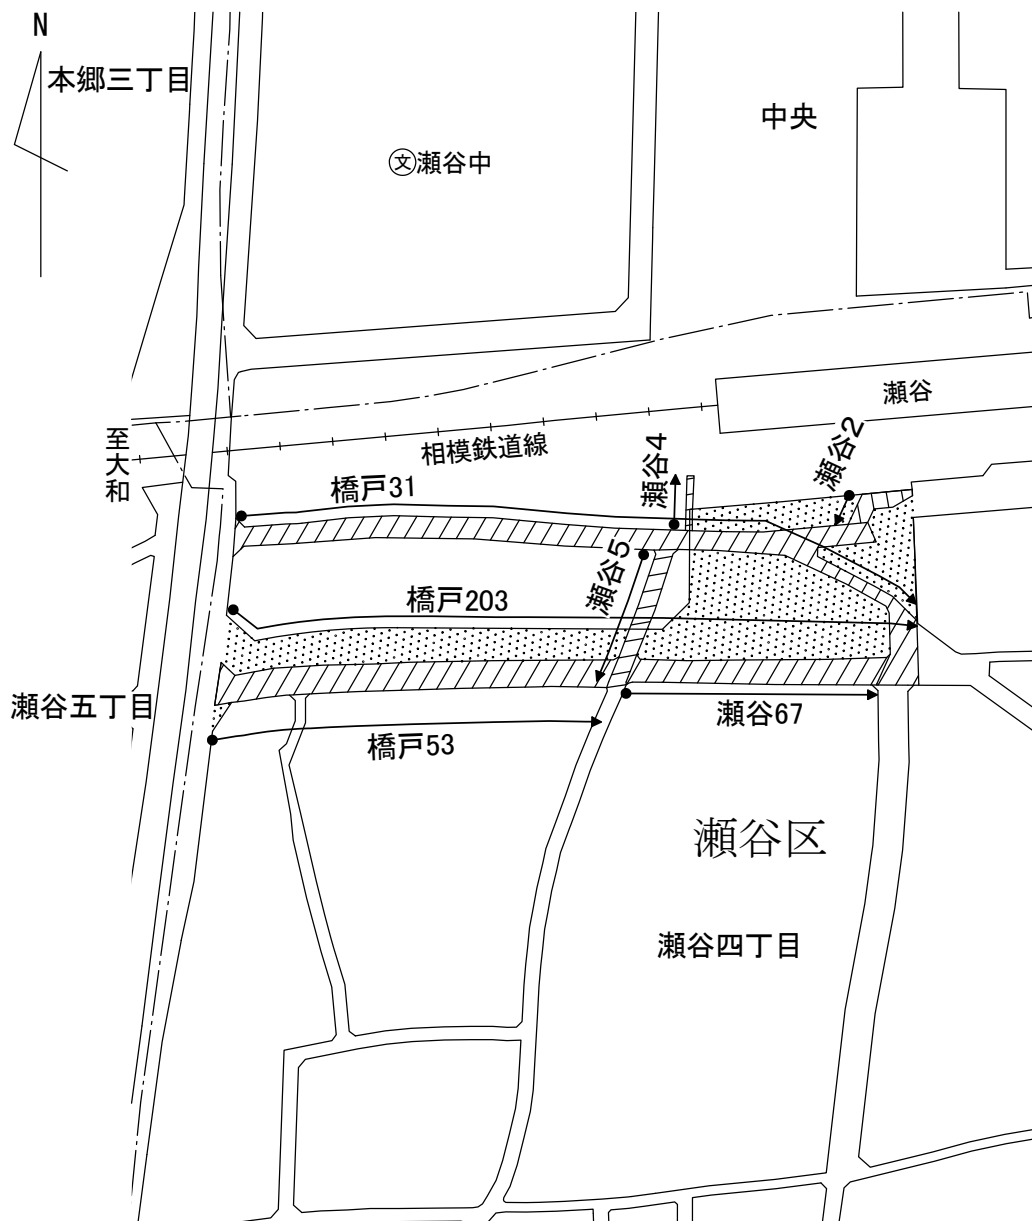 N
本郷三丁目
中央
文瀬谷中
瀬谷
至大和
相模鉄道線
瀬谷4
瀬谷2
橋戸31
瀬谷5
橋戸203
瀬谷五丁目
瀬谷67
橋戸53
瀬谷区
瀬谷四丁目